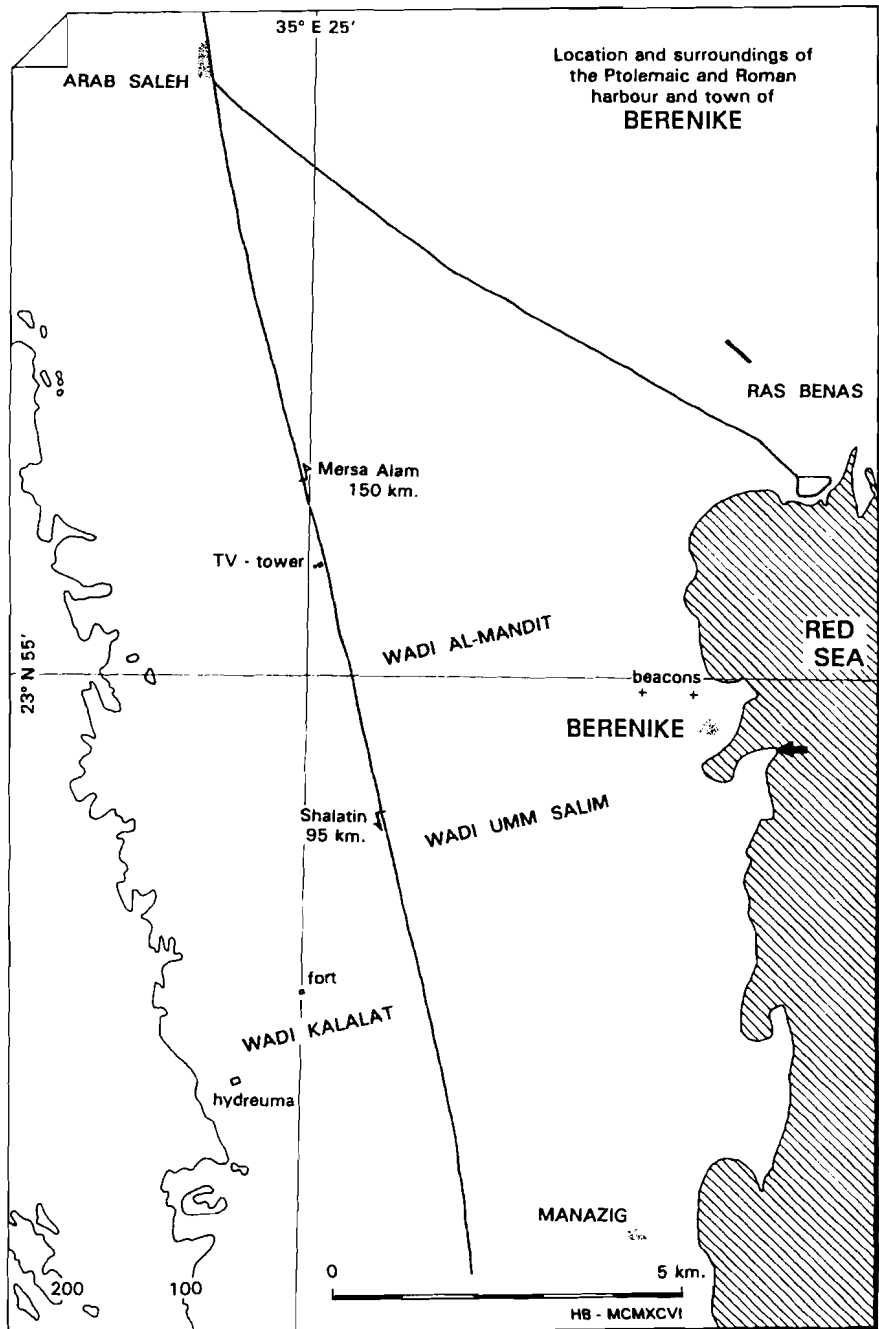 35° E 25'
Location and surroundings of
the Ptolemaic and Roman
harbour and town of
BERENIKE
ARAB SALEH
RAS BENAS
Mersa Alam
150 km.
TV - tower
WADI AL-MANDIT
RED
SEA
23° N 55'
beacons
BERENIKE
Shalatin
95 km.
WADI UMM SALIM
fort
WADI KALALAT
hydreuma
MANAZIG
200
100
0
5 km.
HB - MCMXCVI